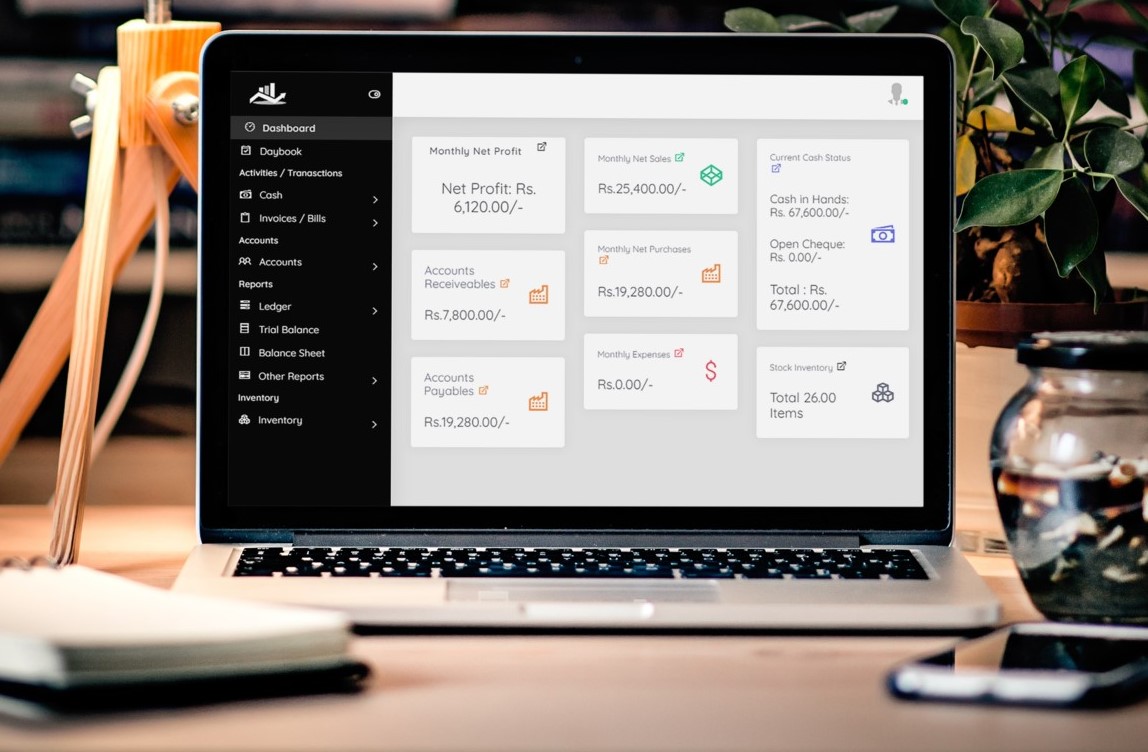 Dashboard
Daybook
Activities / Tranasctions
Cash
Invoices / Bills
Accounts
Accounts
Reports
Ledger
Trial Balance
Balance Sheet
Other Reports
Inventory
Inventory
Monthly Net Profit
Net Profit: Rs.
6,120.00/-
Accounts
Receiveables
Rs.7,800.00/-
Accounts
Payables
Rs.19,280.00/-
Monthly Net Sales
Rs.25,400.00/-
Monthly Net Purchases
Rs.19,280.00/-
Monthly Expenses
Rs.0.00/-
Current Cash Status
Cash in Hands:
Rs. 67,600.00/-
Open Cheque:
Rs. 0.00/-
Total : Rs.
67,600.00/-
Stock Inventory
Total 26.00
Items